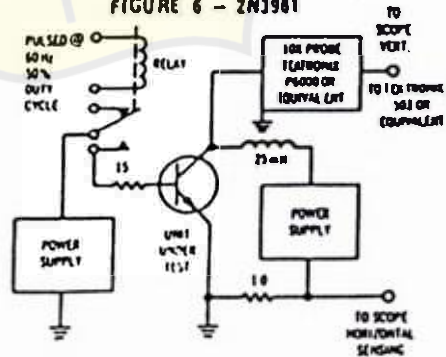 FIGURE 6 — 2N3981
PULSED @
60 Hz
50%
DUTY
CYCLE
RELAY
10X PROBE
TEKTRONIX
P6000 OR
EQUIVALENT
TO
SCOPE
VERT.
TO TEKTRONIX
OR
EQUIVALENT
15
25 mH
UNIT
UNDER
TEST
POWER
SUPPLY
POWER
SUPPLY
1.0
TO SCOPE
HORIZONTAL
SENSING